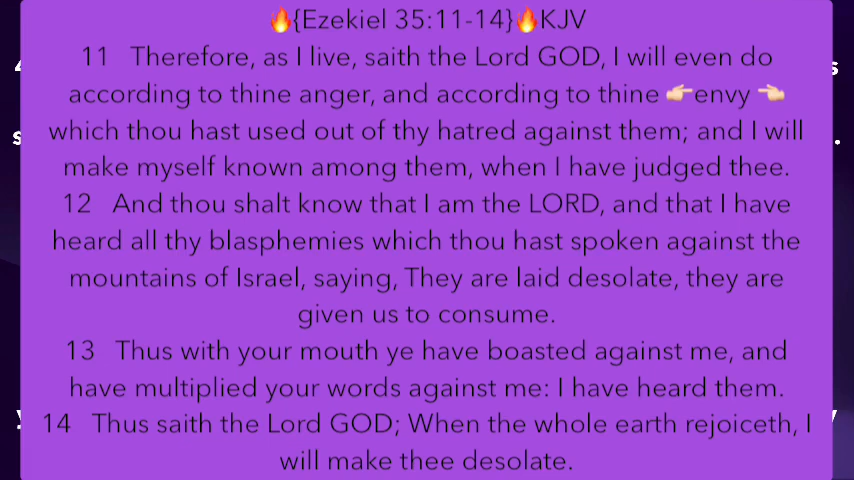 🔥{Ezekiel 35:11-14}🔥KJV
11 Therefore, as I live, saith the Lord GOD, I will even do
according to thine anger, and according to thine 👉envy 👈
which thou hast used out of thy hatred against them; and I will
make myself known among them, when I have judged thee.
12 And thou shalt know that I am the LORD, and that I have
heard all thy blasphemies which thou hast spoken against the
mountains of Israel, saying, They are laid desolate, they are
given us to consume.
13 Thus with your mouth ye have boasted against me, and
have multiplied your words against me: I have heard them.
14 Thus saith the Lord GOD; When the whole earth rejoiceth, I
will make thee desolate.